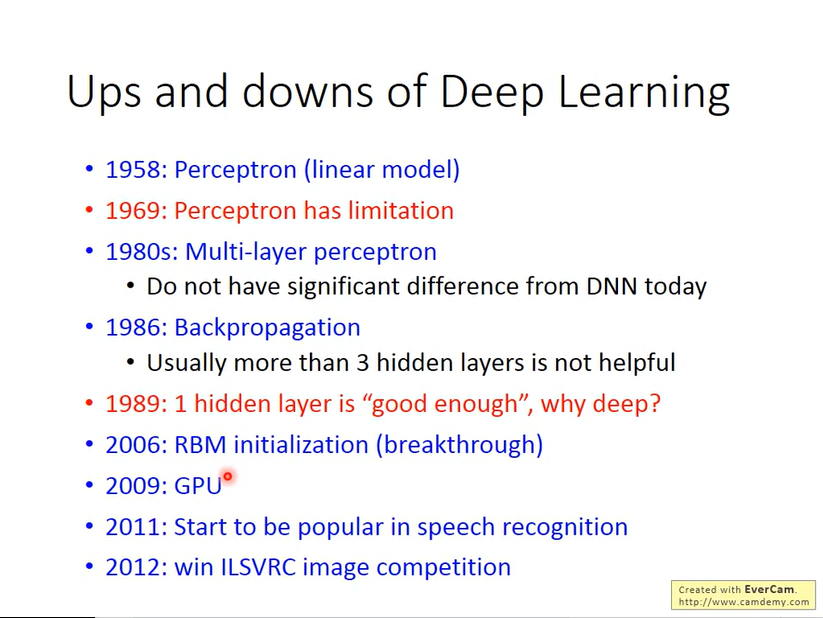 Ups and downs of Deep Learning
• 1958: Perceptron (linear model)
• 1969: Perceptron has limitation
• 1980s: Multi-layer perceptron
• Do not have significant difference from DNN today
• 1986: Backpropagation
• Usually more than 3 hidden layers is not helpful
• 1989: 1 hidden layer is “good enough”, why deep?
• 2006: RBM initialization (breakthrough)
• 2009: GPU
• 2011: Start to be popular in speech recognition
• 2012: win ILSVRC image competition
Created with EverCam.
http://www.camdemy.com